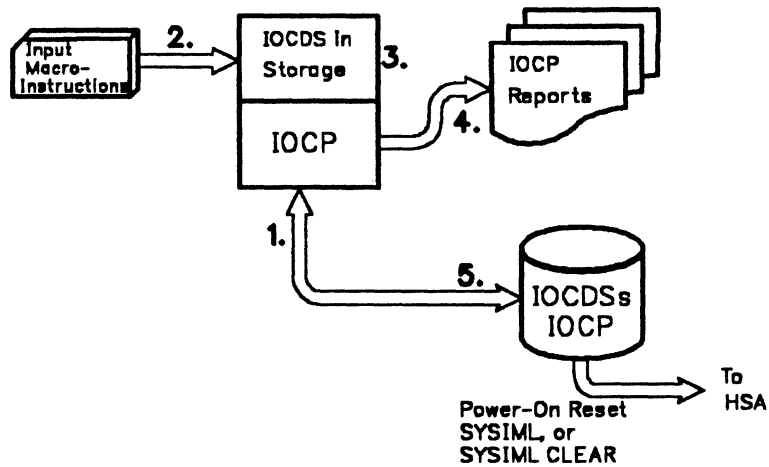 Input
Macro-
Instructions
2.
IOCDS in
Storage
3.
IOCP
4.
IOCP
Reports
1.
5.
IOCDSs
IOCP
To
HSA
Power-On Reset
SYSIML, or
SYSIML CLEAR